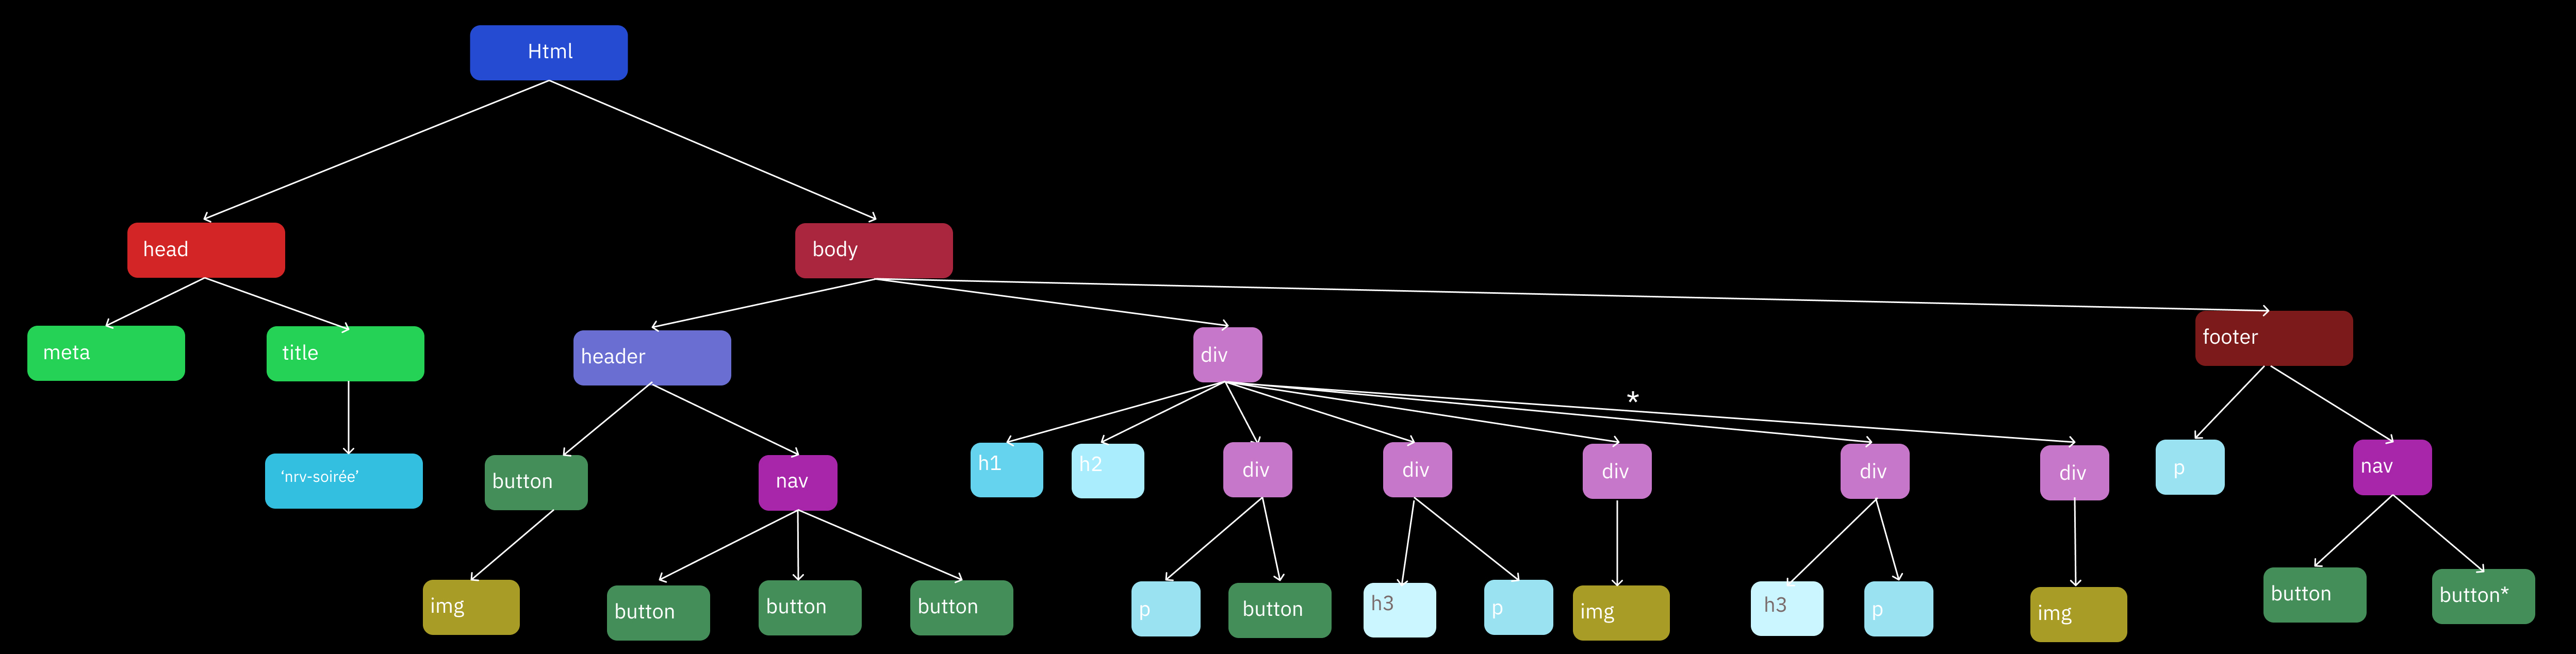 Html
head
body
meta
title
header
div
footer
*
‘nrv-soirée’
button
nav
h1
h2
div
div
div
div
div
p
nav
img
button
button
button
p
button
h3
p
img
h3
p
img
button
button*